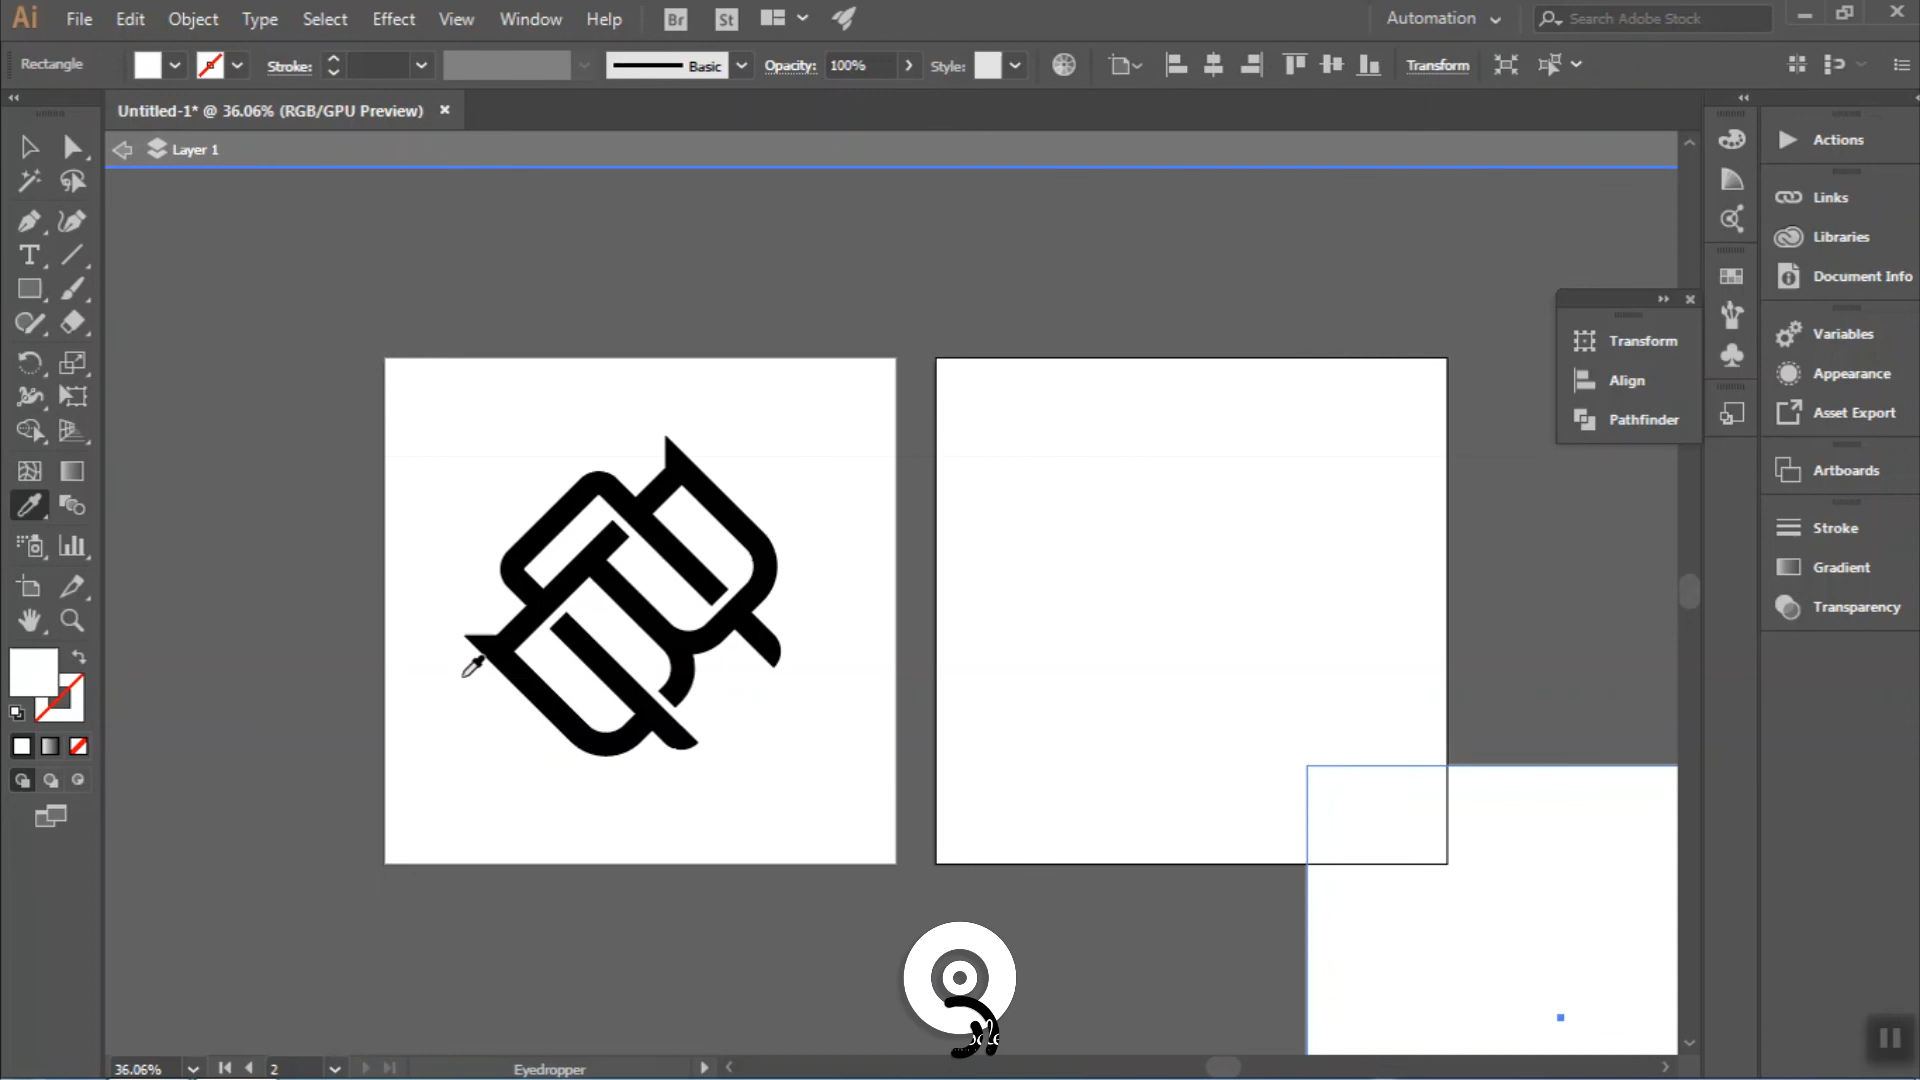 Ai File Edit Object Type Select Effect View Window Help Br St Automation Search Adobe Stock
Rectangle Stroke: Basic Opacity: 100% Style: Transform
Untitled-1* @ 36.06% (RGB/GPU Preview)
Layer 1
Actions
Links
Libraries
Document Info
Variables
Appearance
Asset Export
Artboards
Stroke
Gradient
Transparency
Transform
Align
Pathfinder
36.06% 2 Eyedropper